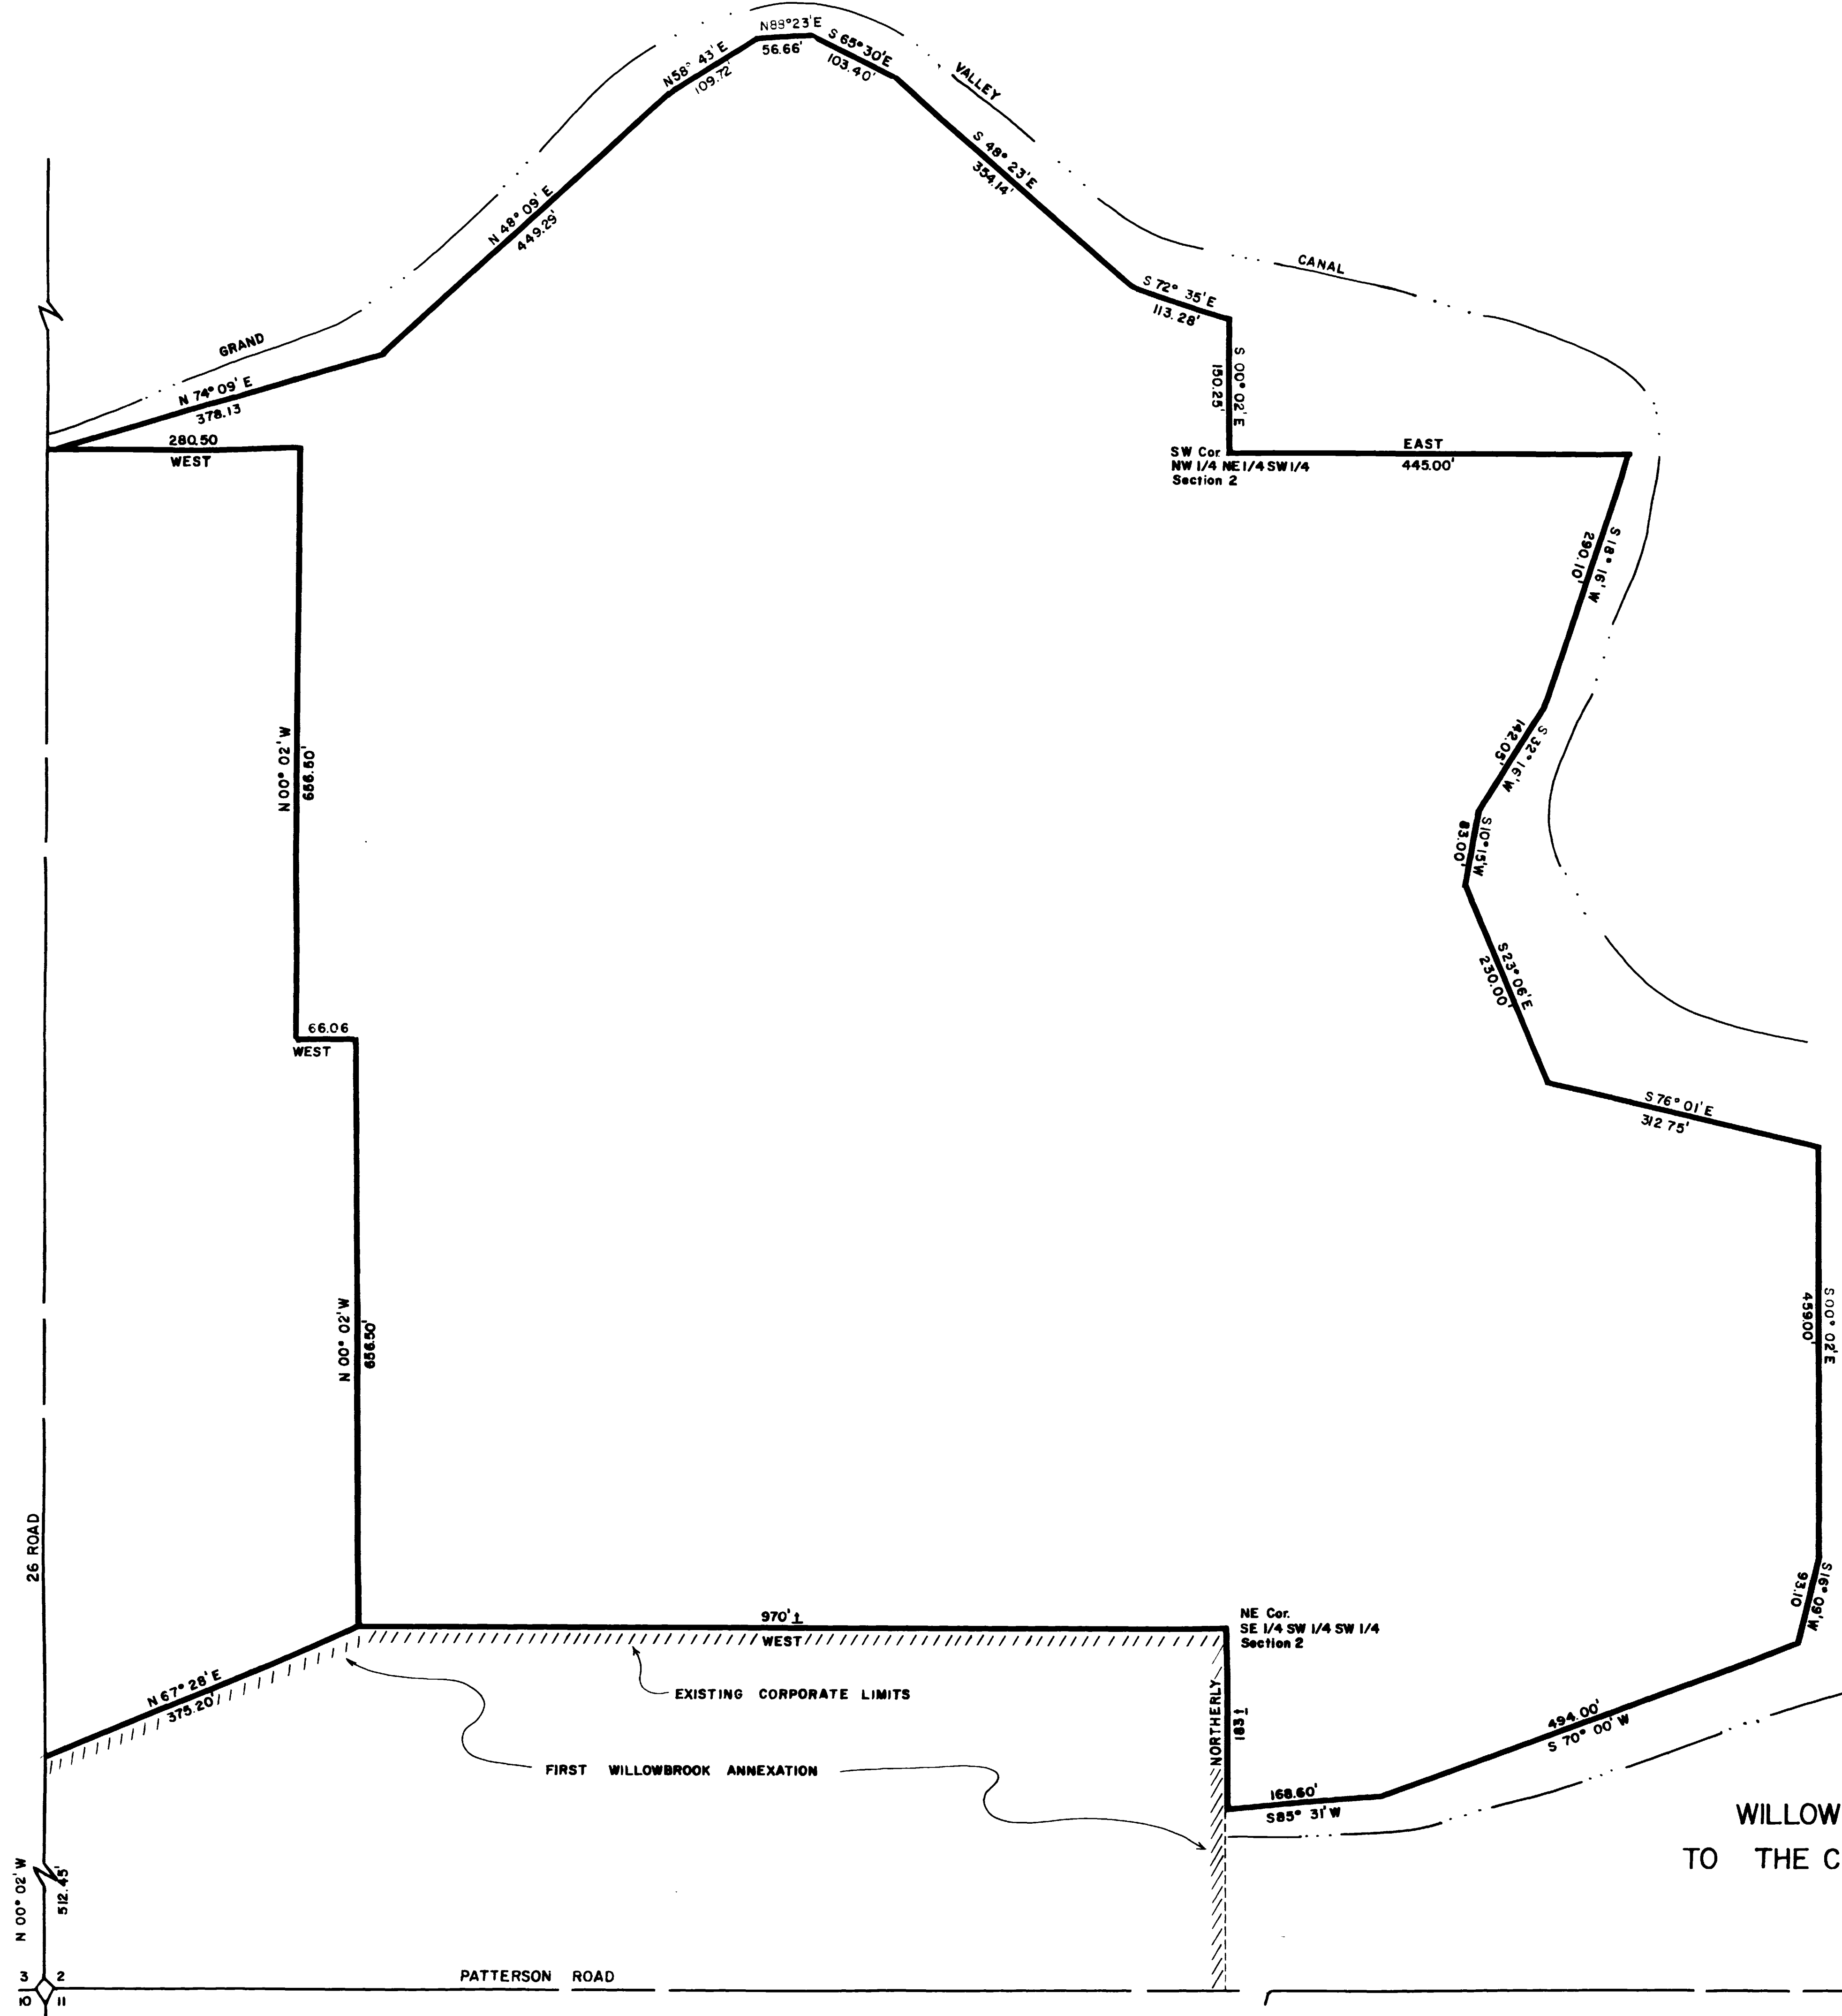 N88°23'E
56.66'
S 65°30'E
103.40'
N58° 43' E
109.72'
VALLEY
S 48° 23'E
354.14'
N 48° 09' E
449.29'
CANAL
S 72° 35' E
113.28'
GRAND
N 74° 09' E
378.13
S 00° 02' E
150.25'
280.50
WEST
SW Cor
NW 1/4 NE 1/4 SW 1/4
Section 2
EAST
445.00'
S 18° 16' W
290.10'
S 32° 16' W
142.05'
N 00° 02' W
656.50'
S 10° 15' W
83.00'
S 23° 06' E
230.00'
66.06
WEST
S 76° 01' E
312 75'
N 00° 02' W
656.50'
S 00° 02' E
459.00'
26 ROAD
S 16° 09' W
93.10
970' ±
WEST
NE Cor.
SE 1/4 SW 1/4 SW 1/4
Section 2
N 67° 28' E
375.20'
EXISTING CORPORATE LIMITS
NORTHERLY
183 ±
494.00'
S 70° 00' W
FIRST WILLOWBROOK ANNEXATION
168.60'
S85° 31' W
WILLOW
TO THE C
N 00° 02' W
512.45'
PATTERSON ROAD
3 2
10 11